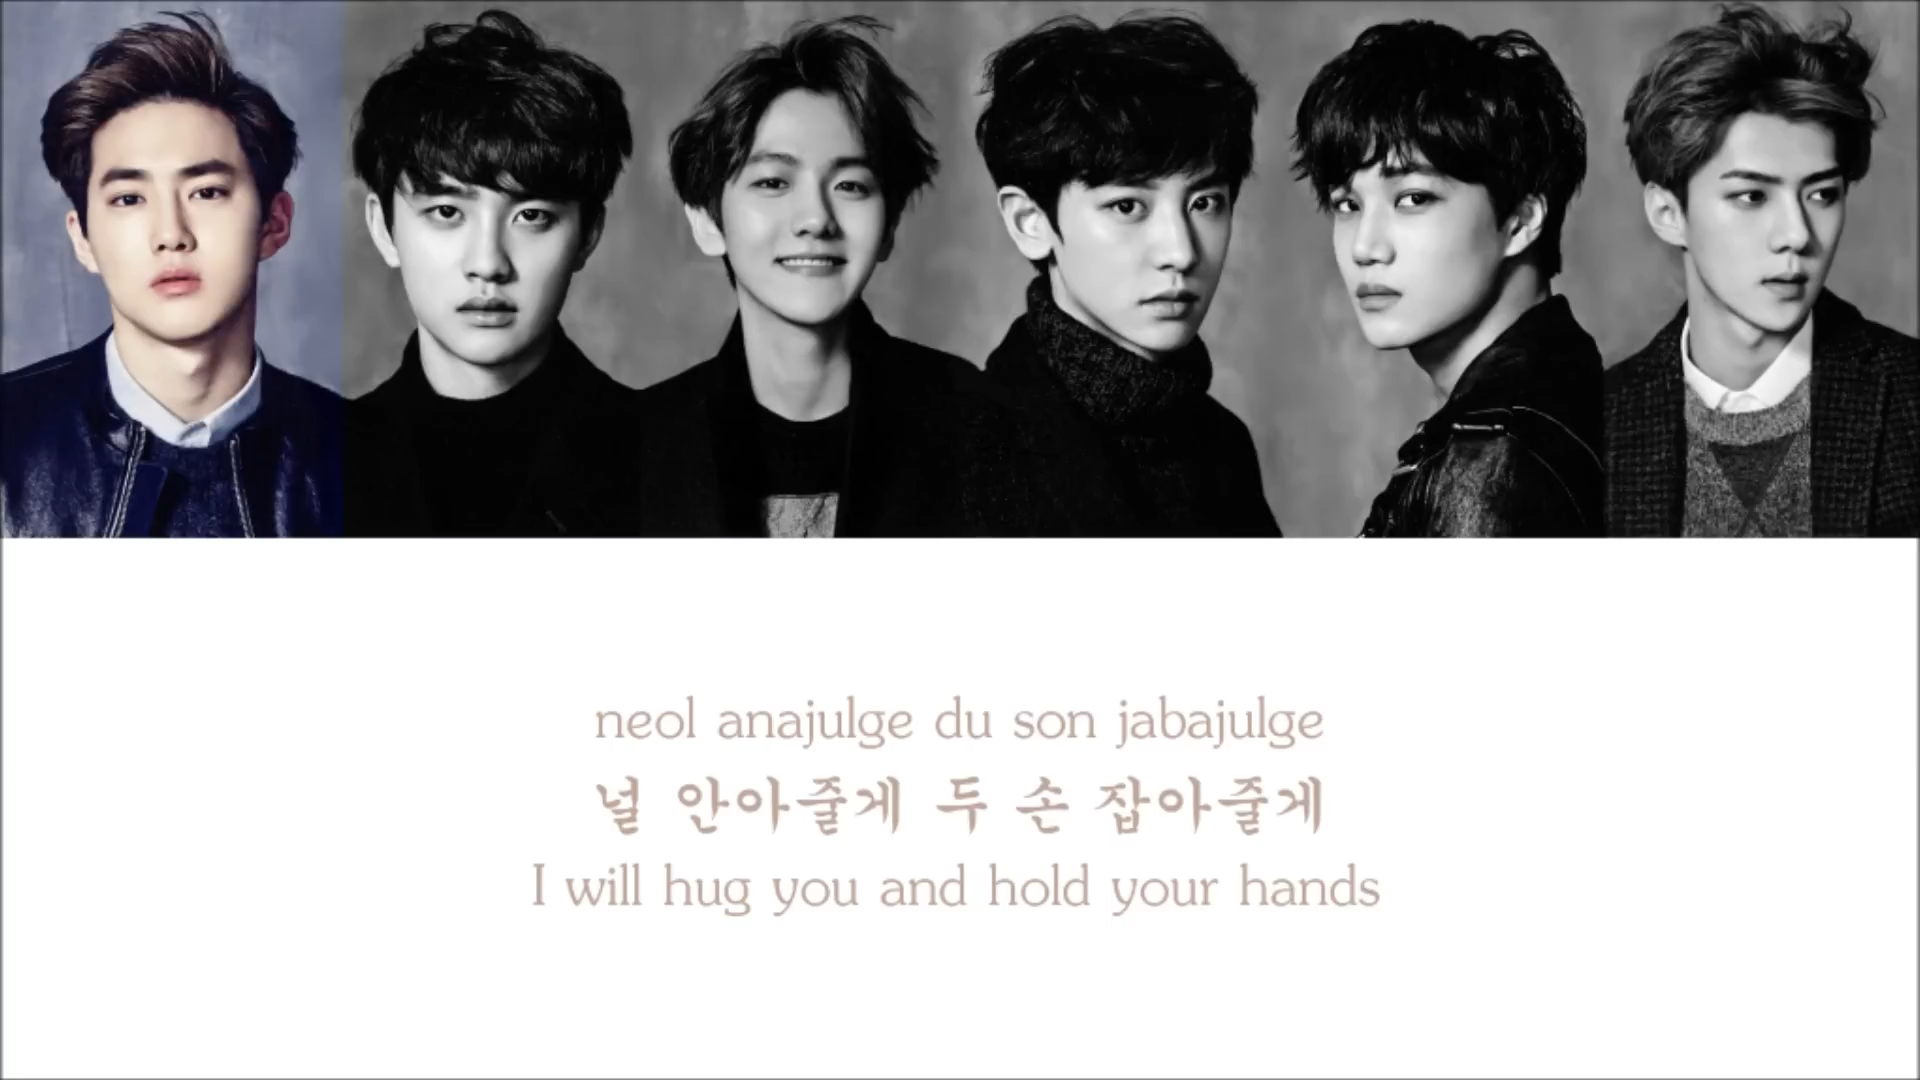 neol anajulge du son jabajulge
널 안아줄게 두 손 잡아줄게
I will hug you and hold your hands